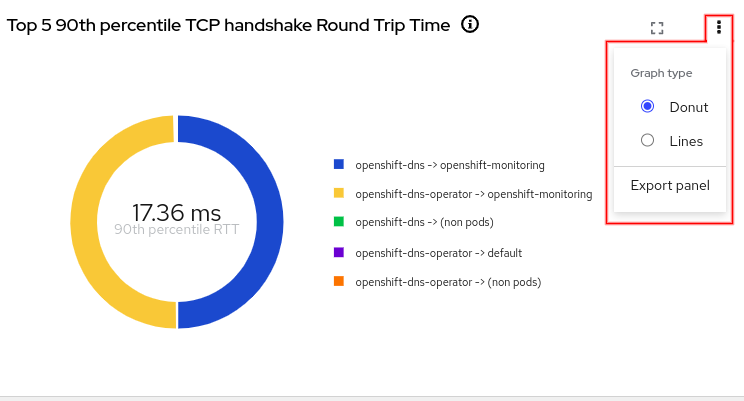 Top 5 90th percentile TCP handshake Round Trip Time
Graph type
Donut
Lines
Export panel
17.36 ms
90th percentile RTT
openshift-dns -> openshift-monitoring
openshift-dns-operator -> openshift-monitoring
openshift-dns -> (non pods)
openshift-dns-operator -> default
openshift-dns-operator -> (non pods)